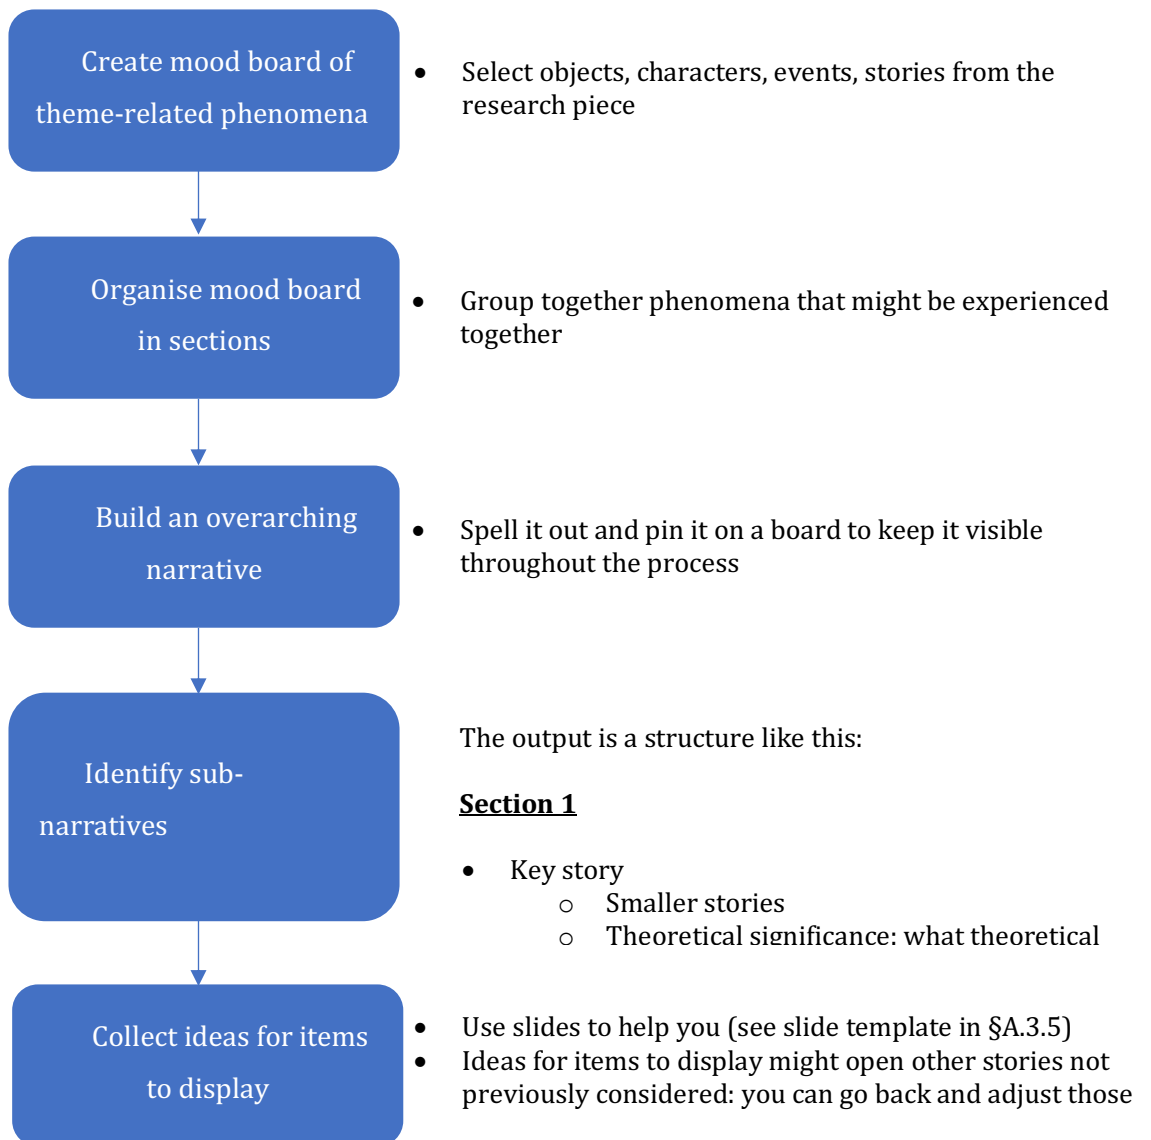 Create mood board of
theme-related phenomena
• Select objects, characters, events, stories from the
research piece
Organise mood board
in sections
• Group together phenomena that might be experienced
together
Build an overarching
narrative
• Spell it out and pin it on a board to keep it visible
throughout the process
Identify sub-
narratives
The output is a structure like this:
Section 1
• Key story
o Smaller stories
o Theoretical significance: what theoretical
Collect ideas for items
to display
• Use slides to help you (see slide template in §A.3.5)
• Ideas for items to display might open other stories not
previously considered: you can go back and adjust those